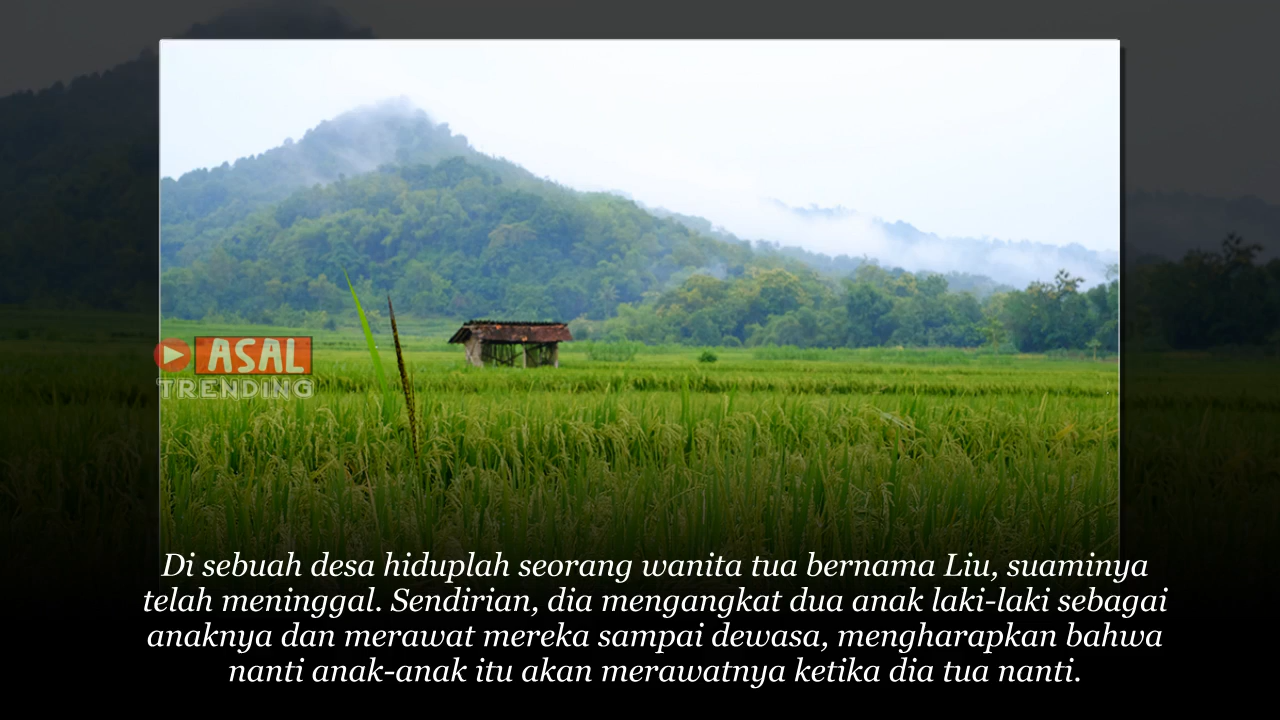 ASAL
TRENDING
Di sebuah desa hiduplah seorang wanita tua bernama Liu, suaminya
telah meninggal. Sendirian, dia mengangkat dua anak laki-laki sebagai
anaknya dan merawat mereka sampai dewasa, mengharapkan bahwa
nanti anak-anak itu akan merawatnya ketika dia tua nanti.